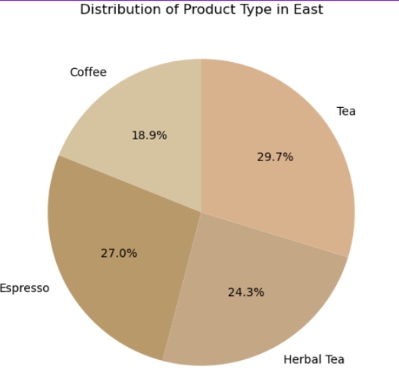 Distribution of Product Type in East
Coffee
Tea
18.9%
29.7%
27.0%
24.3%
Espresso
Herbal Tea